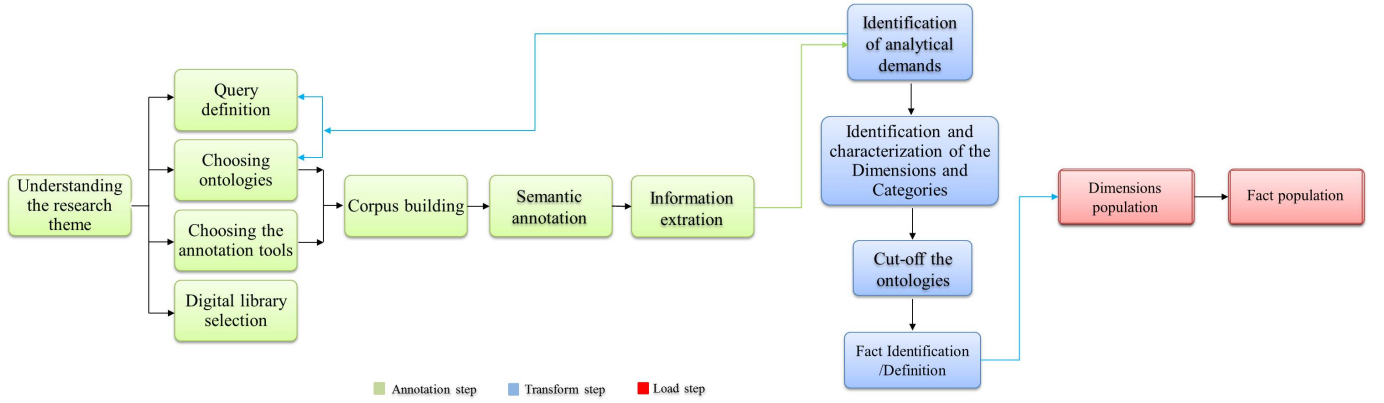 Identification
of analytical
demands
Query
definition
Choosing
ontologies
Understanding
the research
theme
Choosing the
annotation tools
Digital library
selection
Corpus building
Semantic
annotation
Information
extration
Identification and
characterization of the
Dimensions and
Categories
Cut-off the
ontologies
Fact Identification
/Definition
Dimensions
population
Fact population
Annotation step
Transform step
Load step